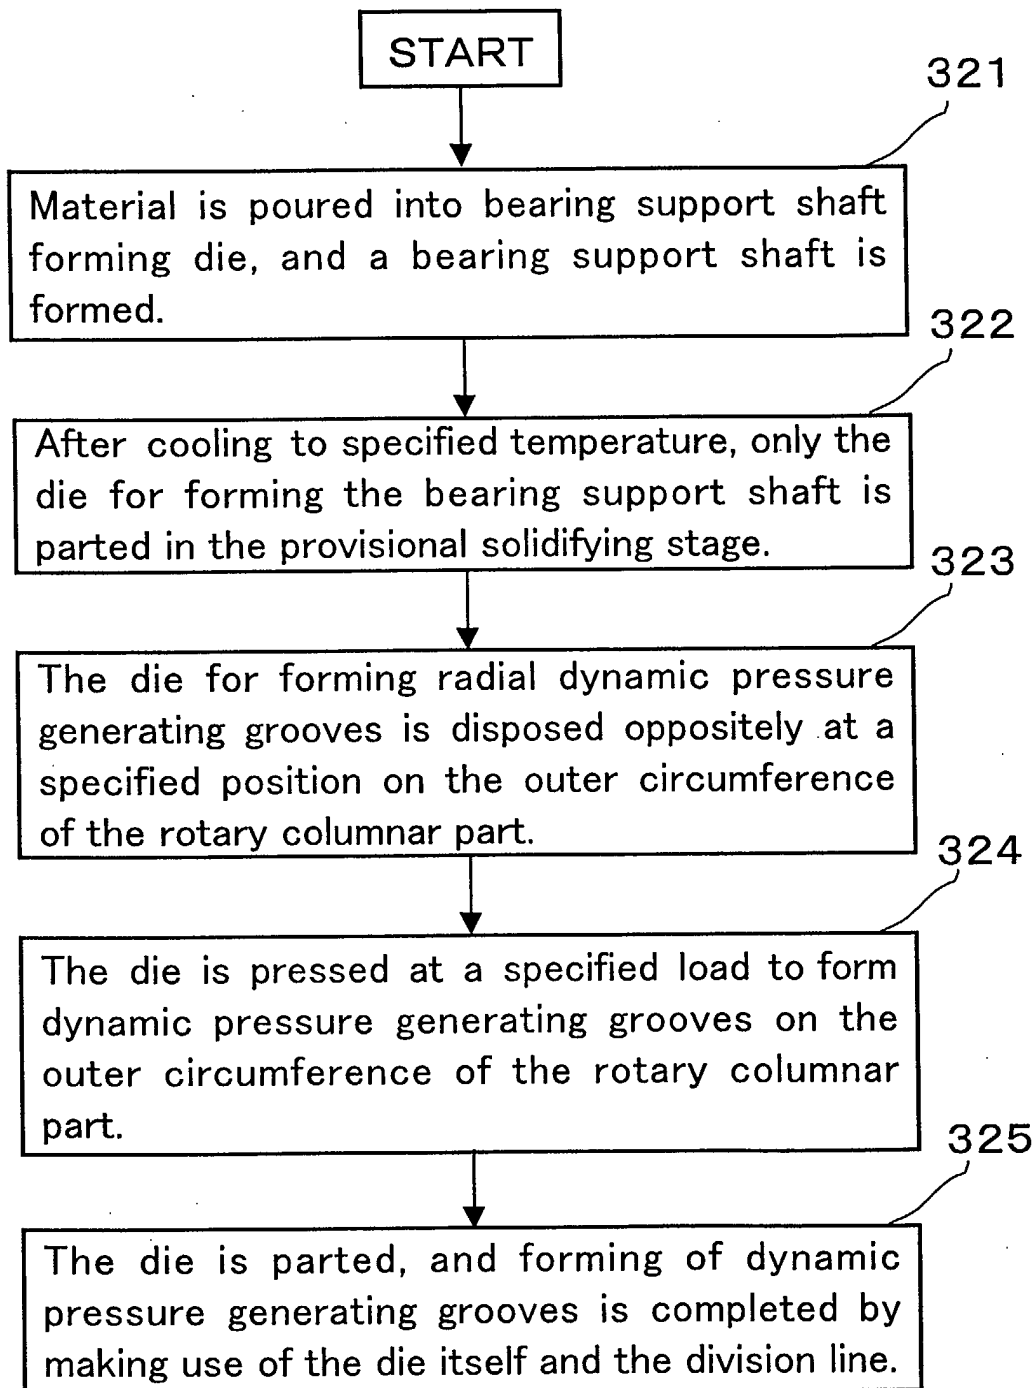 START
321
Material is poured into bearing support shaft
forming die, and a bearing support shaft is
formed.
322
After cooling to specified temperature, only the
die for forming the bearing support shaft is
parted in the provisional solidifying stage.
323
The die for forming radial dynamic pressure
generating grooves is disposed oppositely at a
specified position on the outer circumference
of the rotary columnar part.
324
The die is pressed at a specified load to form
dynamic pressure generating grooves on the
outer circumference of the rotary columnar
part.
325
The die is parted, and forming of dynamic
pressure generating grooves is completed by
making use of the die itself and the division line.